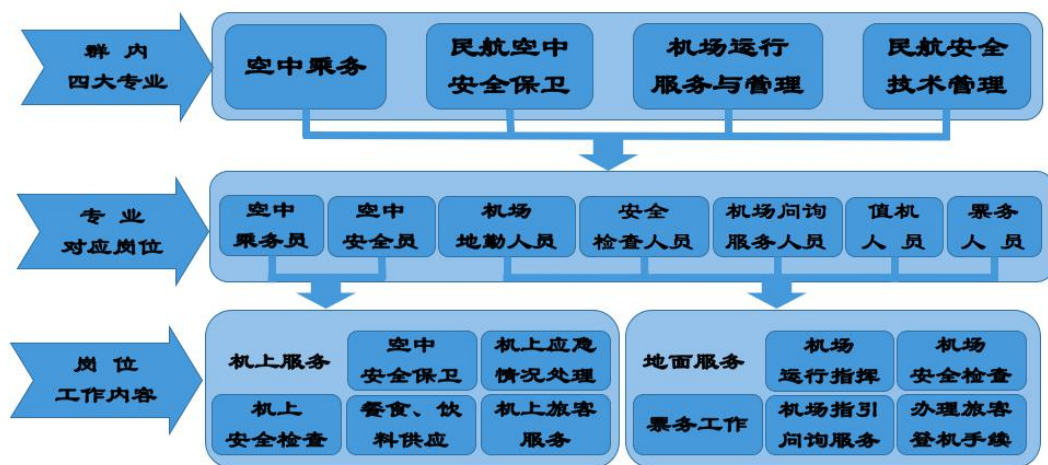 群 内
四大专业
空中乘务
民航空中
安全保卫
机场运行
服务与管理
民航安全
技术管理
专 业
对应岗位
空中
乘务员
空中
安全员
机场
地勤人员
安全
检查人员
机场问询
服务人员
值机
人 员
票务
人 员
岗 位
工作内容
机上服务
空中
安全保卫
机上应急
情况处理
机上
安全检查
餐食、饮
料供应
机上旅客
服务
地面服务
机场
运行指挥
机场
安全检查
票务工作
机场指引
问询服务
办理旅客
登机手续